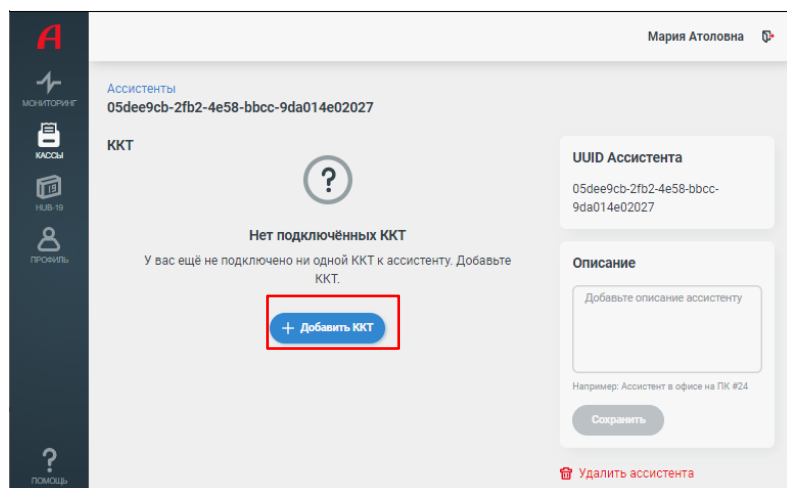 Мария Атоловна
МОНИТОРИНГ
КАССЫ
19
HUB-19
ПРОФИЛЬ
?
ПОМОЩЬ
Ассистенты
05dee9cb-2fb2-4e58-bbcc-9da014e02027
ККТ
?
Нет подключённых ККТ
У вас ещё не подключено ни одной ККТ к ассистенту. Добавьте
ККТ.
+ Добавить ККТ
UUID Ассистента
05dee9cb-2fb2-4e58-bbcc-
9da014e02027
Описание
Добавьте описание ассистенту
Например: Ассистент в офисе на ПК #24
Сохранить
Удалить ассистента